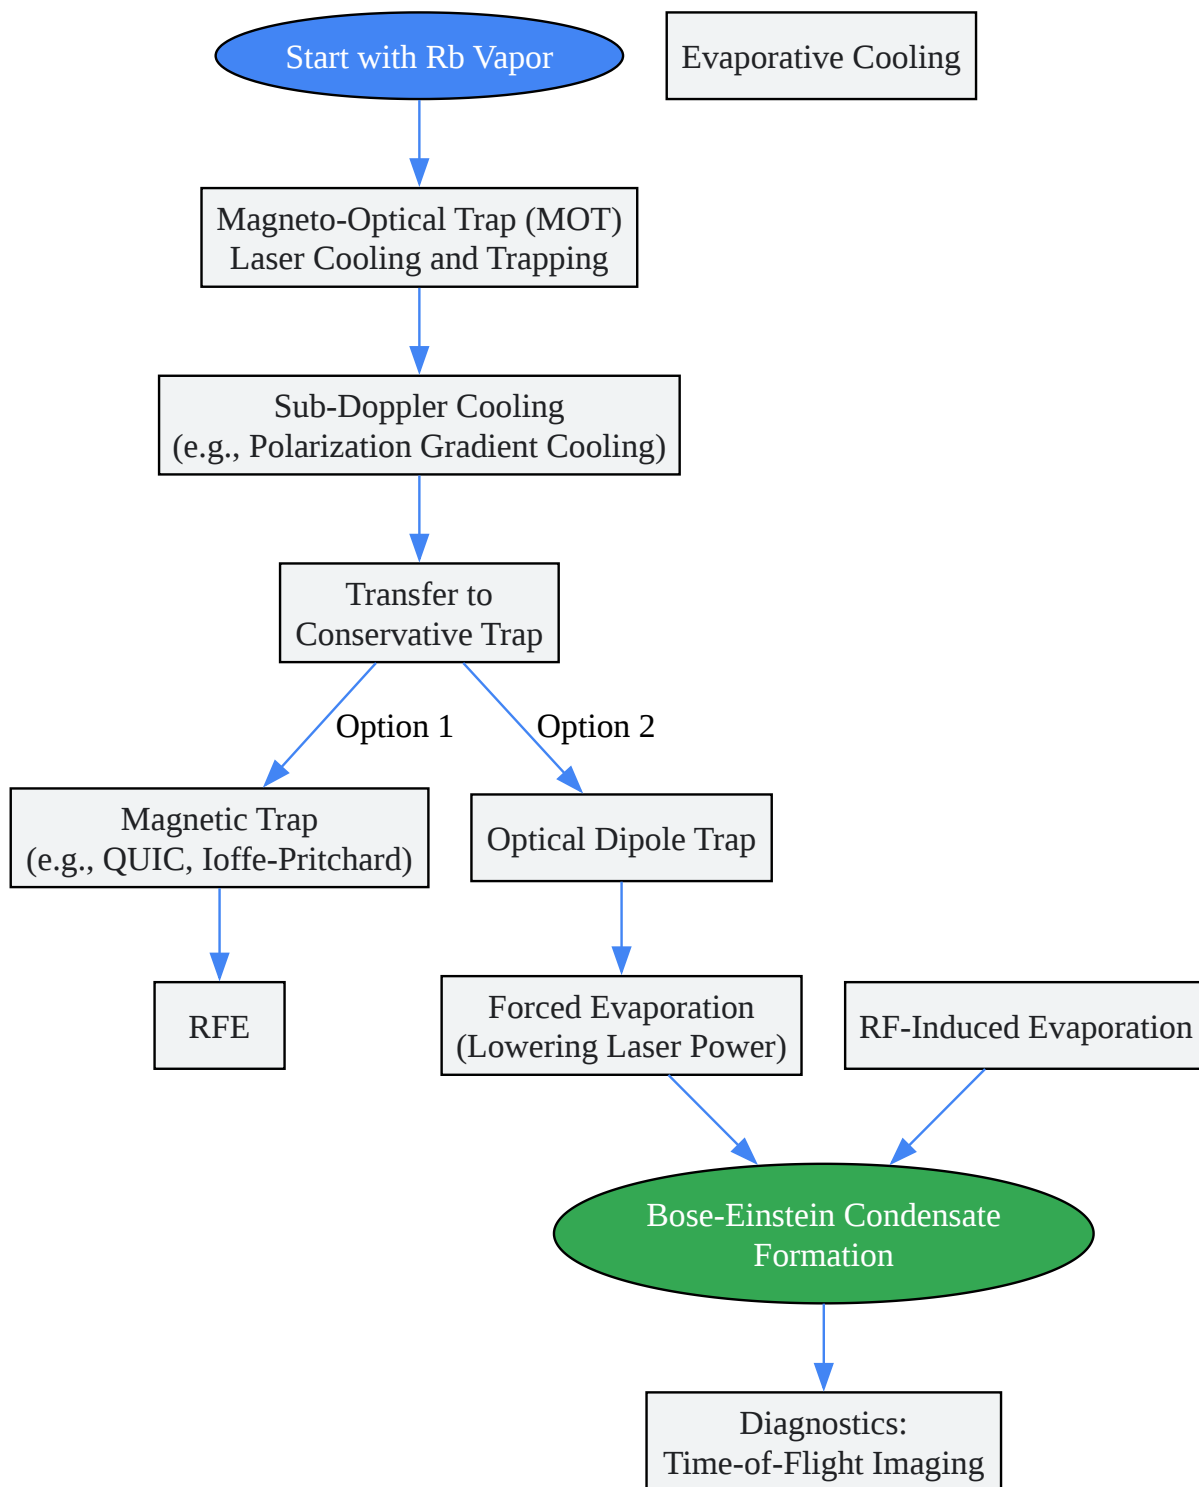 Start with Rb Vapor
Evaporative Cooling
Magneto-Optical Trap (MOT)
Laser Cooling and Trapping
Sub-Doppler Cooling
(e.g., Polarization Gradient Cooling)
Transfer to
Conservative Trap
Option 1
Option 2
Magnetic Trap
(e.g., QUIC, Ioffe-Pritchard)
Optical Dipole Trap
RFE
Forced Evaporation
(Lowering Laser Power)
RF-Induced Evaporation
Bose-Einstein Condensate
Formation
Diagnostics:
Time-of-Flight Imaging